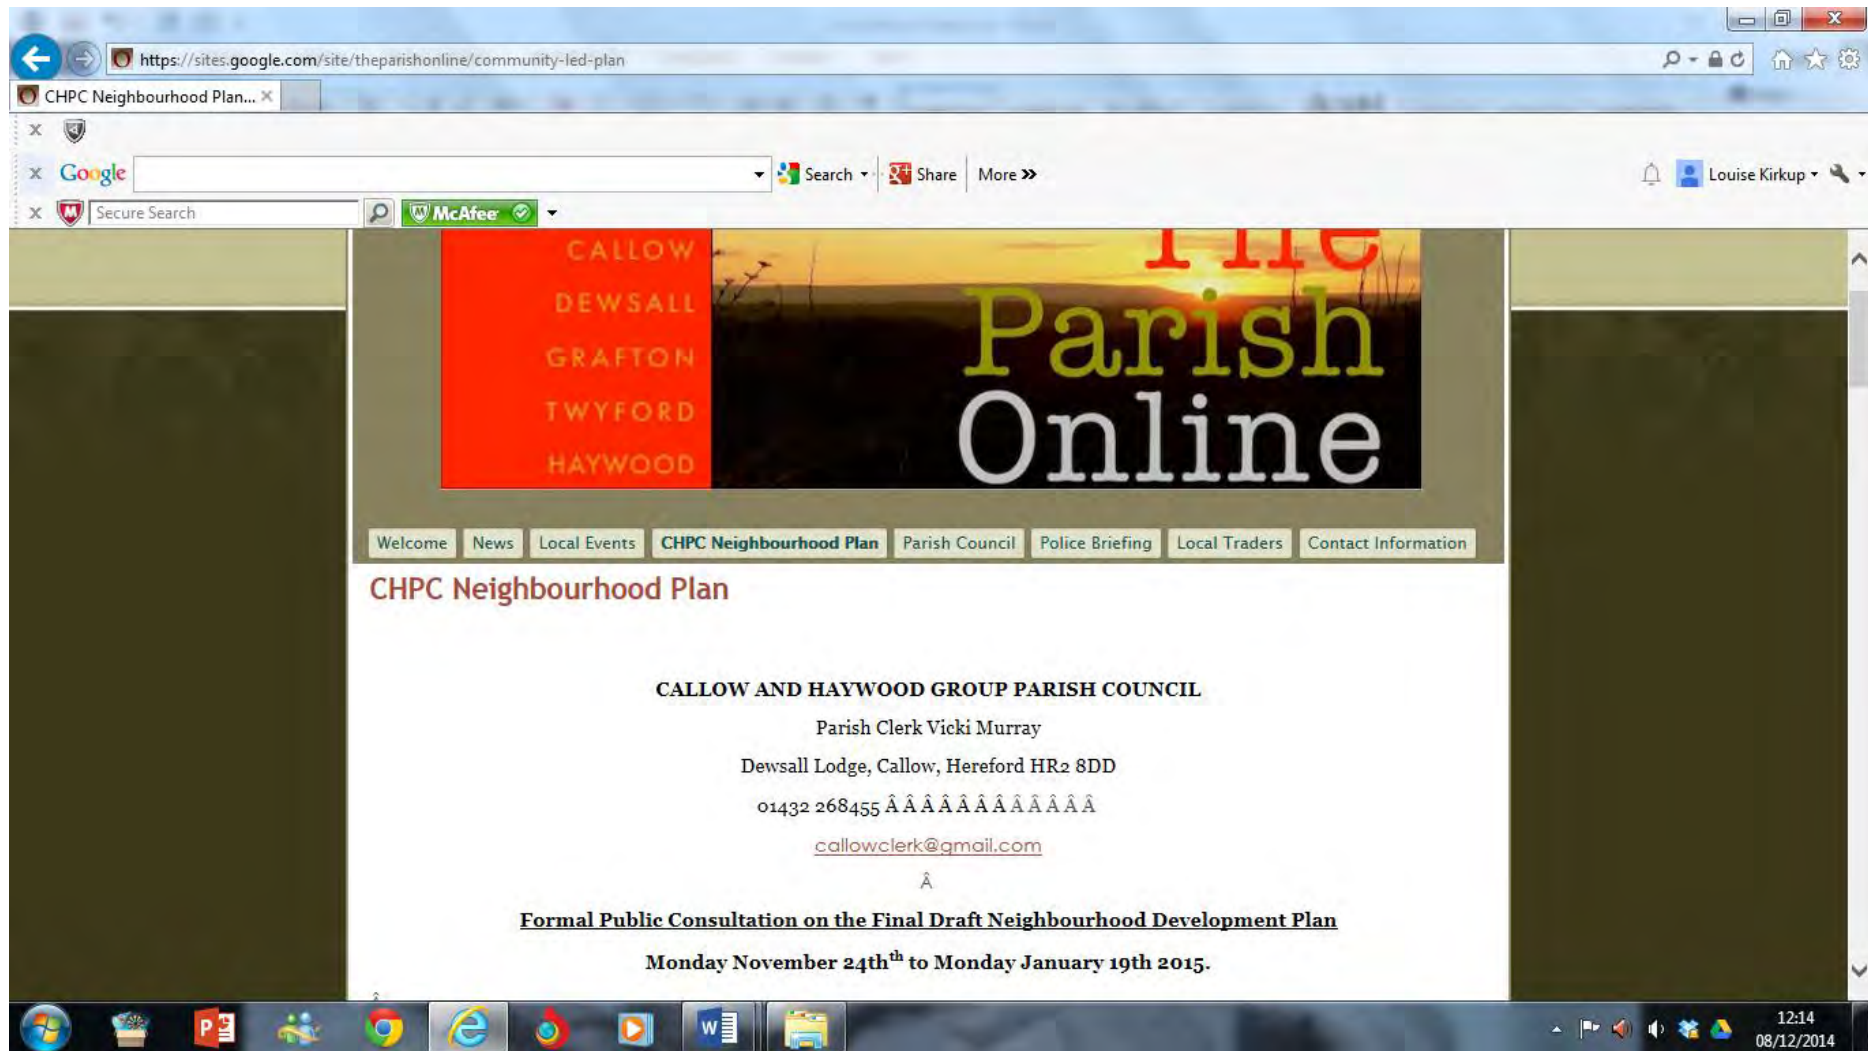 https://sites.google.com/site/theparishonline/community-led-plan
CHPC Neighbourhood Plan...
Google
Search
Share
More »
Louise Kirkup
Secure Search
McAfee
CALLOW
DEWSALL
GRAFTON
TWYFORD
HAYWOOD
The
Parish
Online
Welcome News Local Events CHPC Neighbourhood Plan Parish Council Police Briefing Local Traders Contact Information
CHPC Neighbourhood Plan
CALLOW AND HAYWOOD GROUP PARISH COUNCIL
Parish Clerk Vicki Murray
Dewsall Lodge, Callow, Hereford HR2 8DD
01432 268455 Â Â Â Â Â Â Â Â Â Â Â Â
callowclerk@gmail.com
Â
Formal Public Consultation on the Final Draft Neighbourhood Development Plan
Monday November 24thth to Monday January 19th 2015.
12:14
08/12/2014